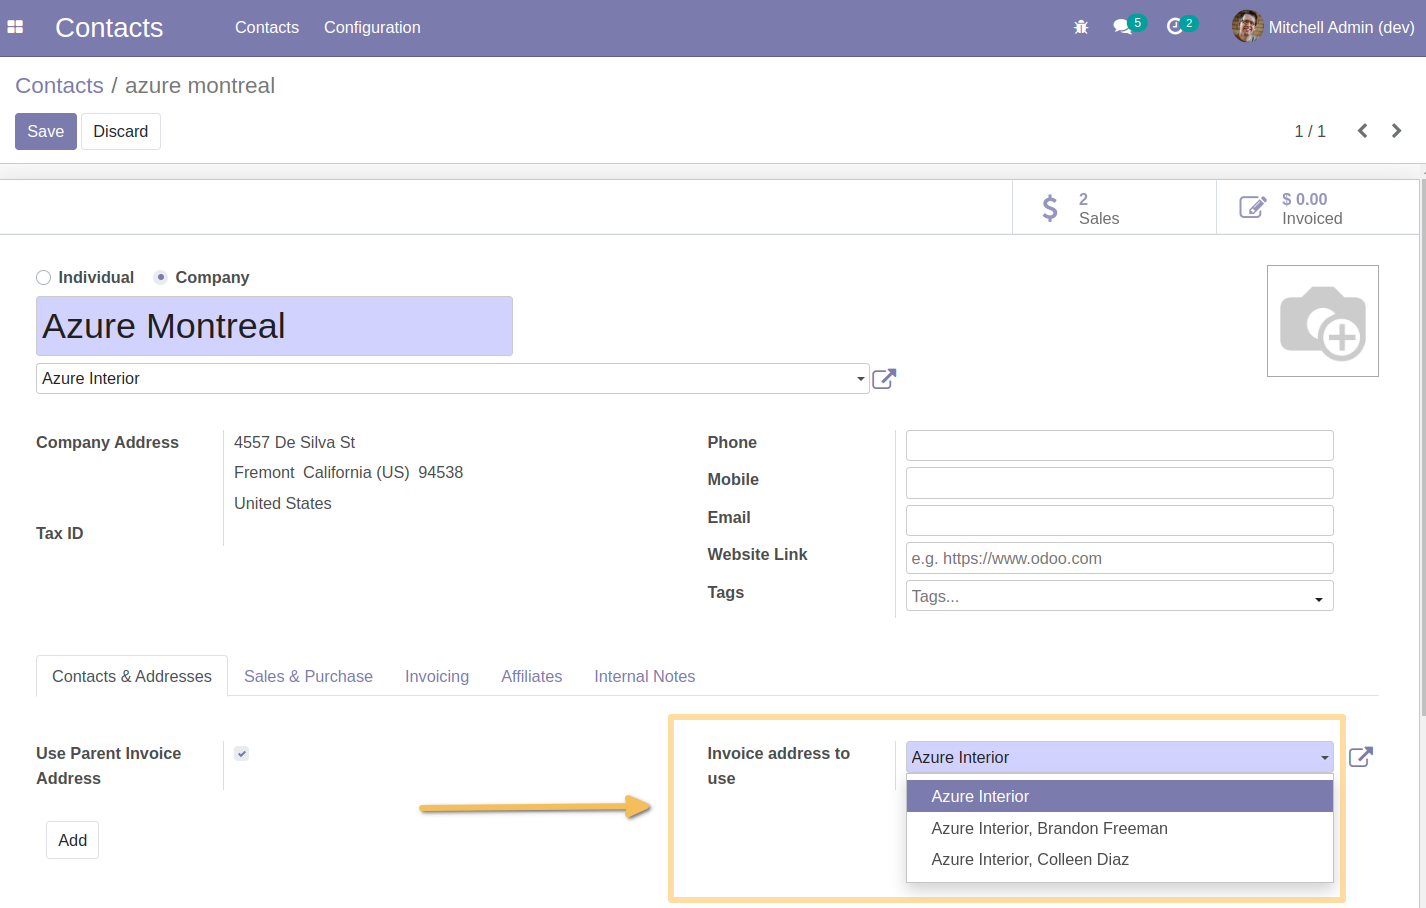 Contacts Contacts Configuration 5 2 Mitchell Admin (dev)
Contacts / azure montreal
Save Discard 1 / 1
2
Sales
$ 0.00
Invoiced
Individual Company
Azure Montreal
Azure Interior
Company Address 4557 De Silva St
Fremont California (US) 94538
United States
Tax ID
Phone
Mobile
Email
Website Link e.g. https://www.odoo.com
Tags Tags...
Contacts & Addresses Sales & Purchase Invoicing Affiliates Internal Notes
Use Parent Invoice
Address
Invoice address to
use
Azure Interior
Azure Interior
Azure Interior, Brandon Freeman
Azure Interior, Colleen Diaz
Add